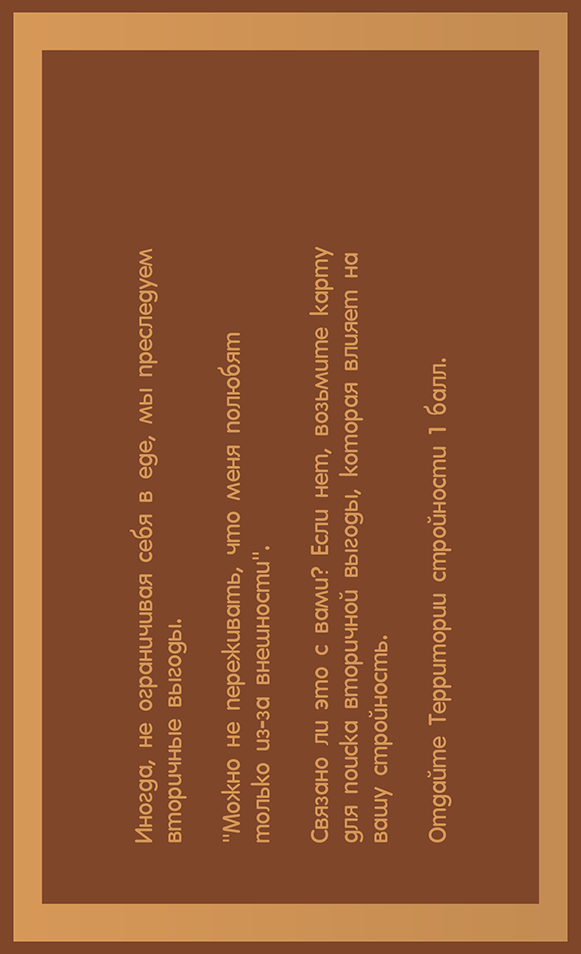 Иногда, не ограничивая себя в еде, мы преследуем
вторичные выгоды.
"Можно не переживать, что меня полюбят
только из-за внешности".
Связано ли это с вами? Если нет, возьмите карту
для поиска вторичной выгоды, которая влияет на
вашу стройность.
Отдайте Территории стройности 1 балл.